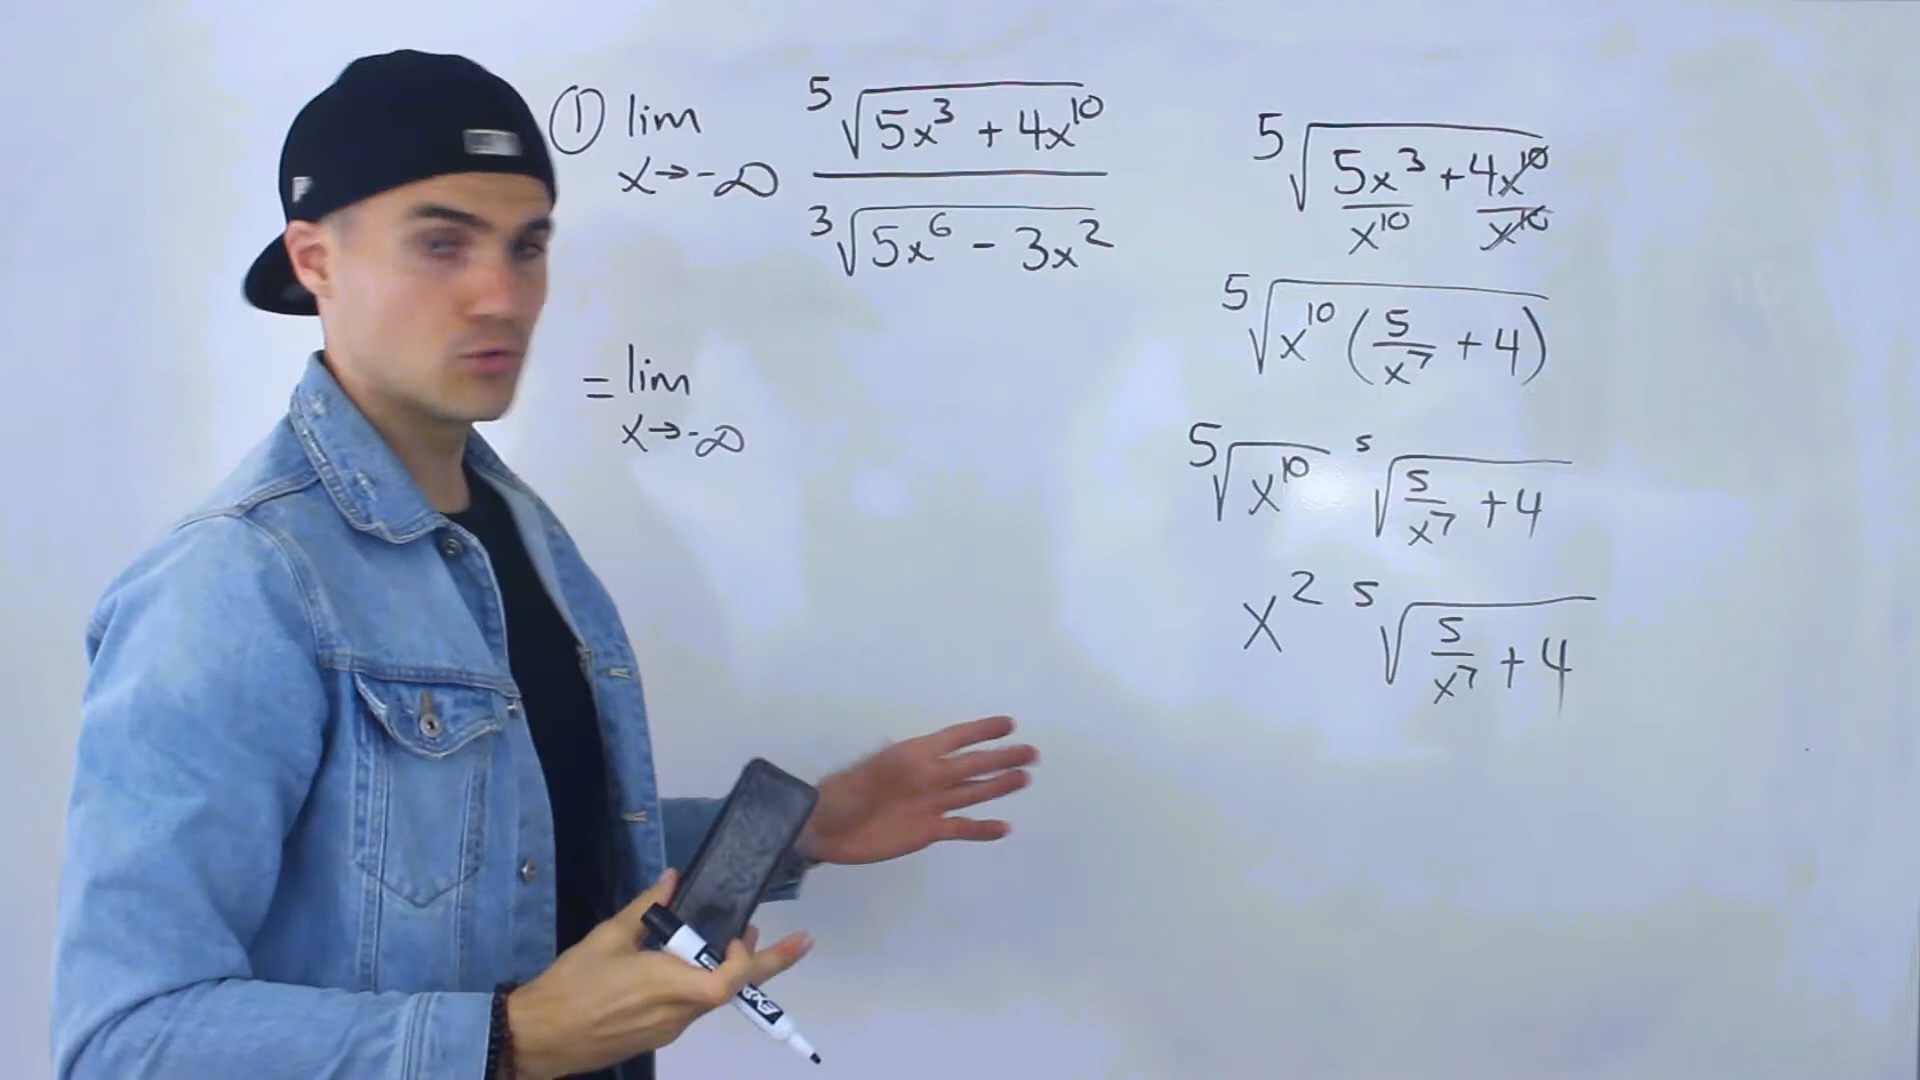 ① lim x→-∞ ⁵√(5x³ + 4x¹⁰) / ³√(5x⁶ - 3x²)
= lim x→-∞
⁵√(5x³/x¹⁰ + 4x¹⁰/x¹⁰)
⁵√(x¹⁰ (5/x⁷ + 4))
⁵√(x¹⁰) ⁵√(5/x⁷ + 4)
x² ⁵√(5/x⁷ + 4)
EXPO